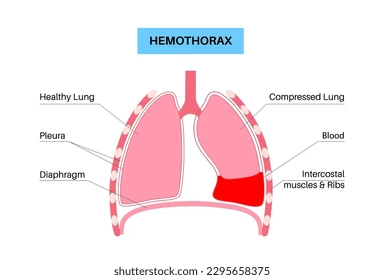 HEMOTHORAX
Healthy Lung
Compressed Lung
Pleura
Blood
Diaphragm
Intercostal
muscles & Ribs
shutterstock.com · 2295658375